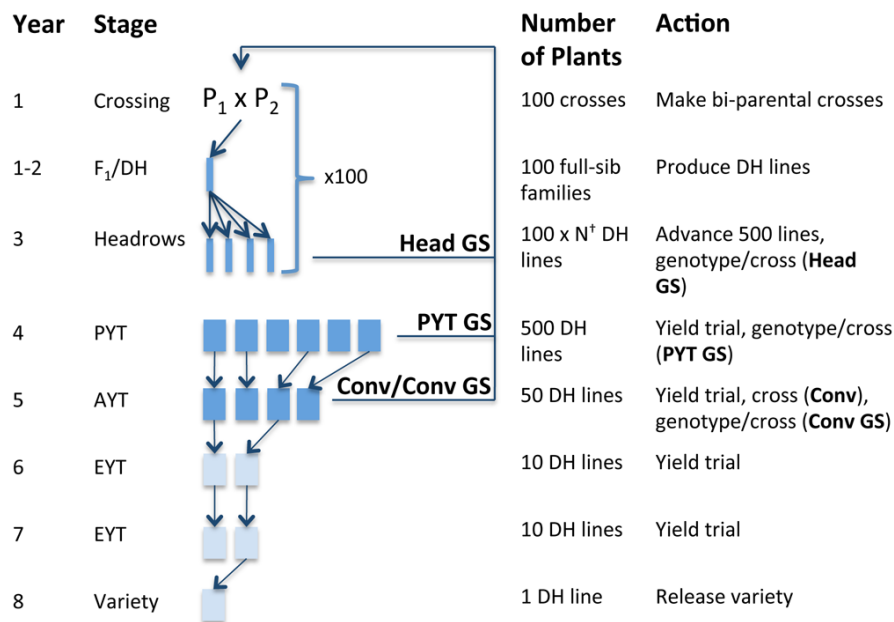 Year Stage Number of Plants Action
1 Crossing P₁ x P₂ 100 crosses Make bi-parental crosses
1-2 F₁/DH x100 100 full-sib families Produce DH lines
3 Headrows Head GS 100 x N† DH lines Advance 500 lines, genotype/cross (Head GS)
4 PYT PYT GS 500 DH lines Yield trial, genotype/cross (PYT GS)
5 AYT Conv/Conv GS 50 DH lines Yield trial, cross (Conv), genotype/cross (Conv GS)
6 EYT 10 DH lines Yield trial
7 EYT 10 DH lines Yield trial
8 Variety 1 DH line Release variety